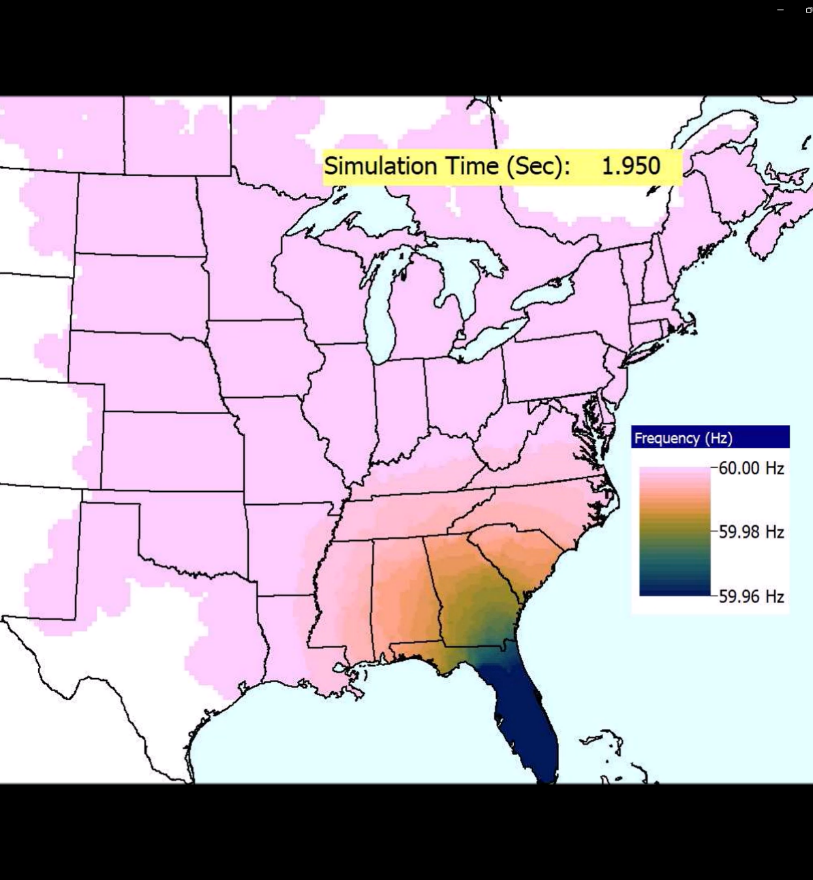 Simulation Time (Sec): 1.950
Frequency (Hz)
60.00 Hz
59.98 Hz
59.96 Hz